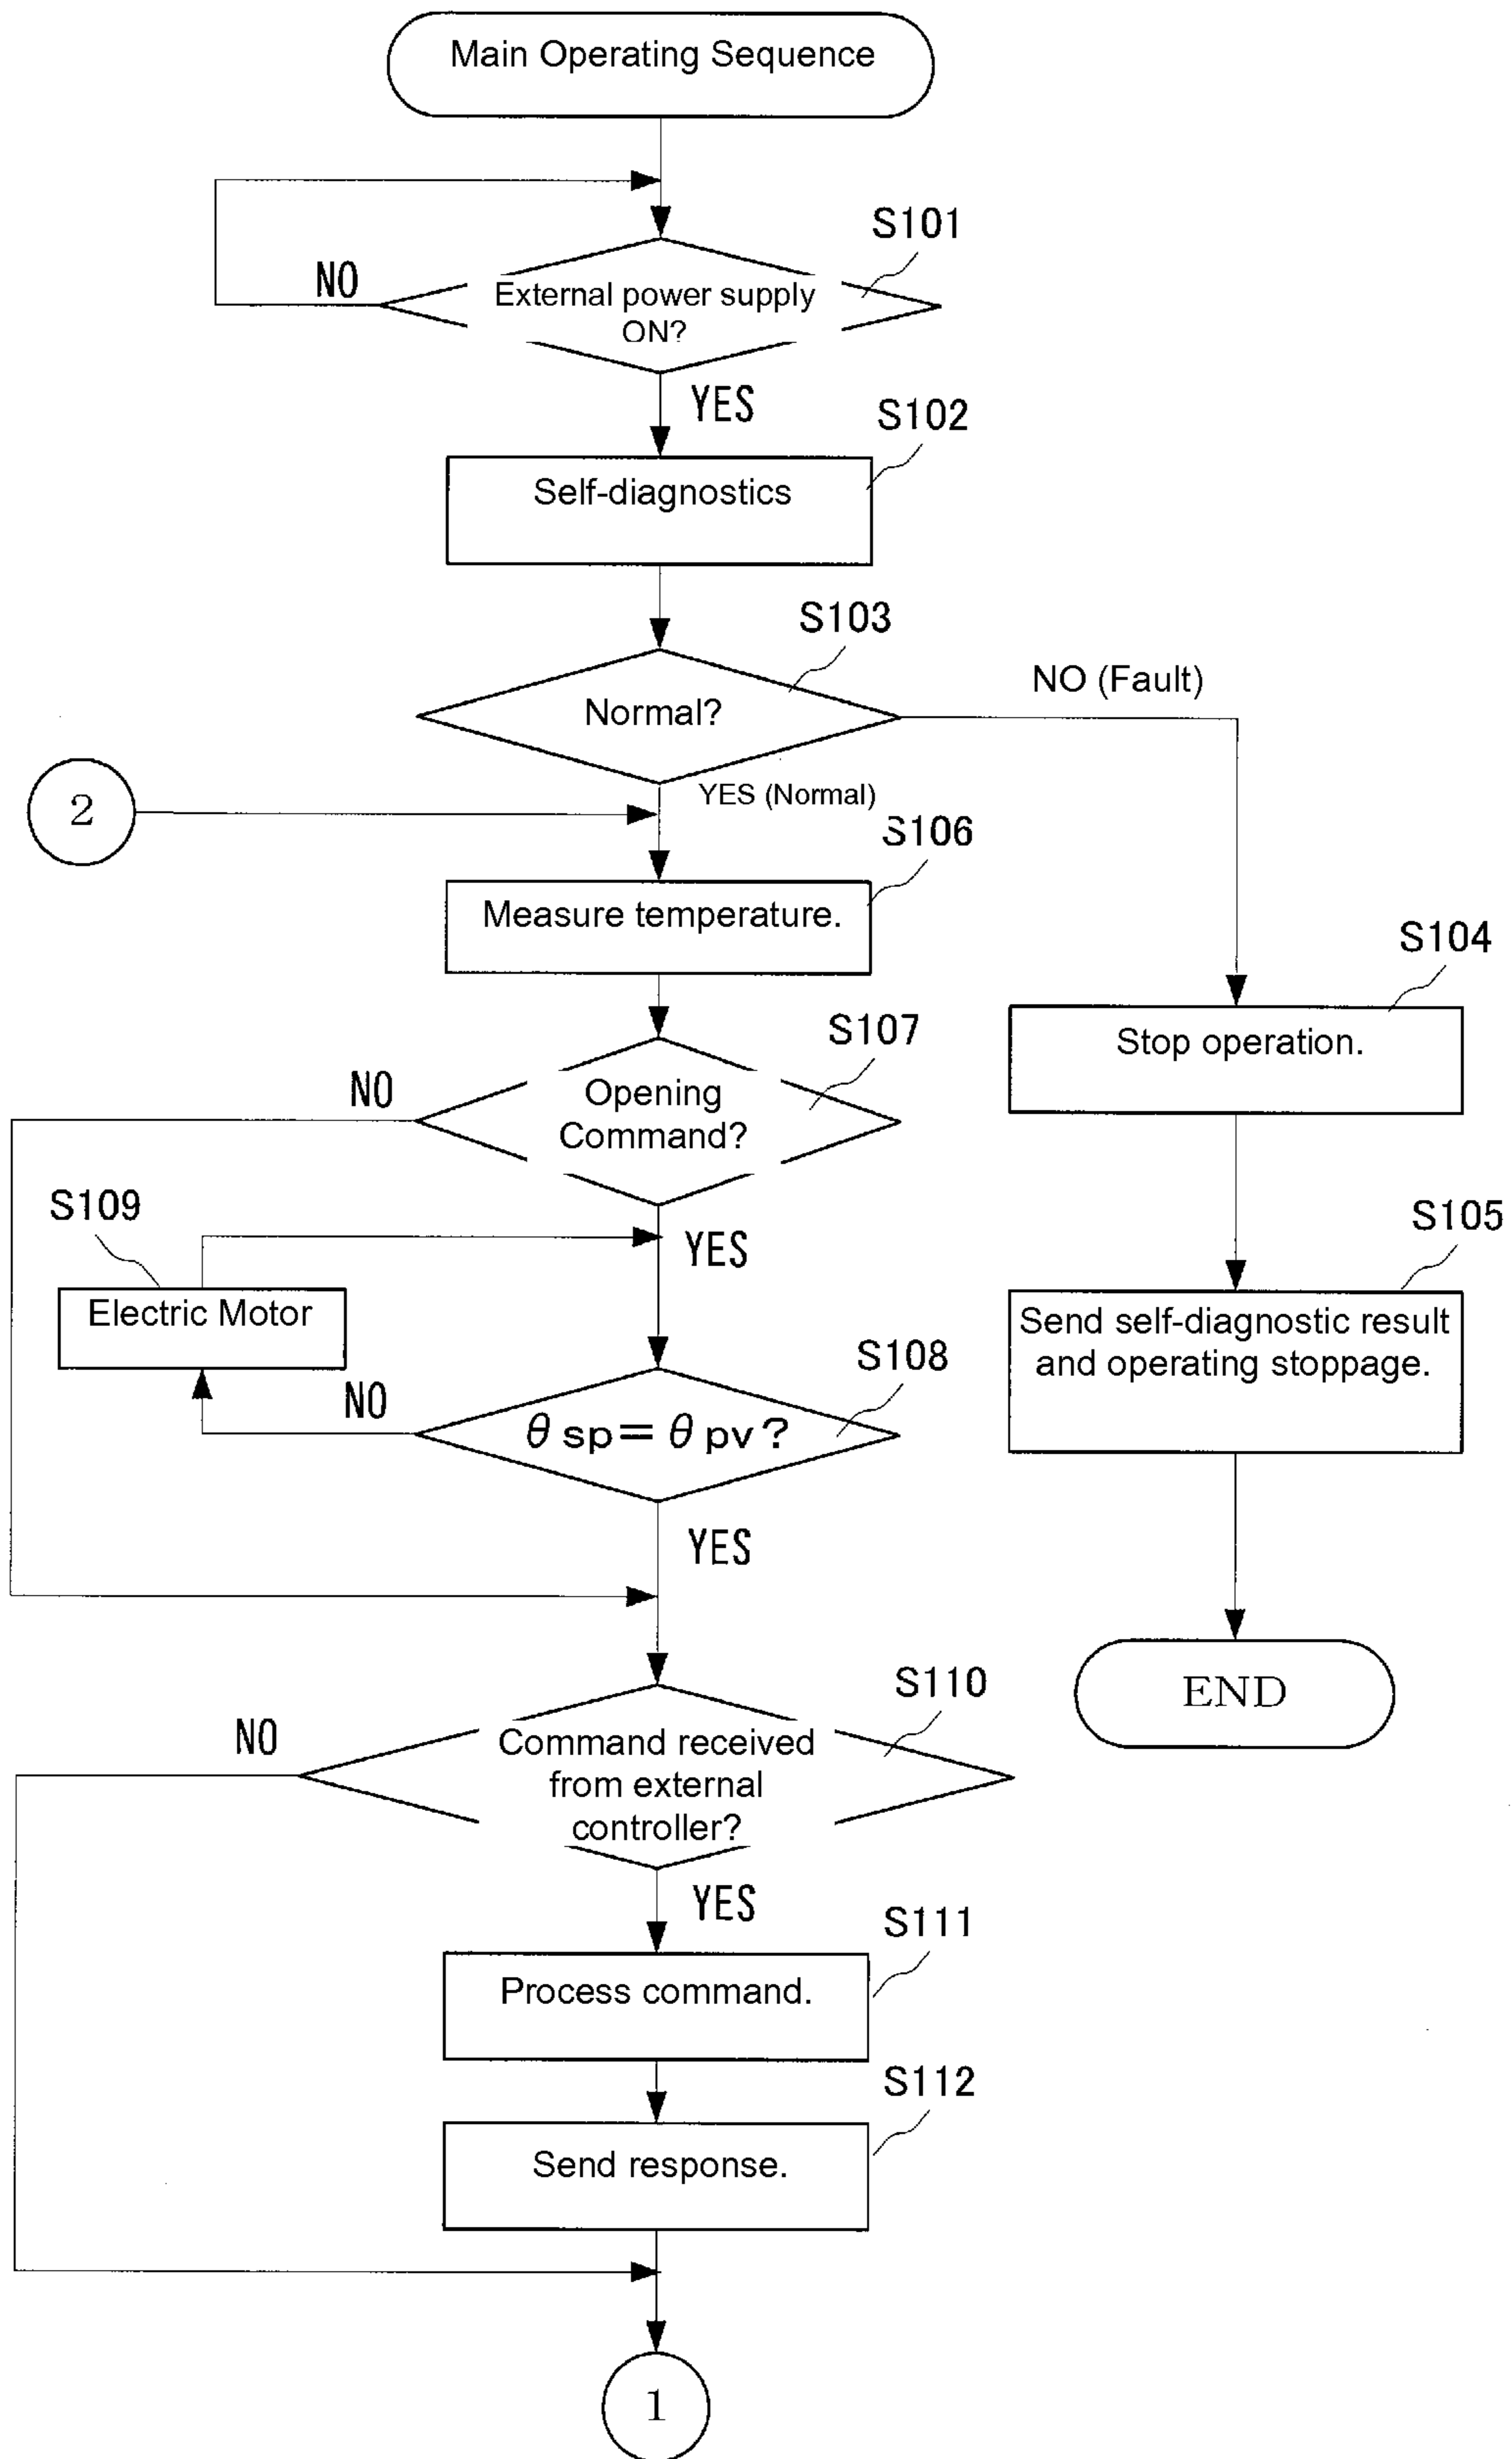 Main Operating Sequence
S101
NO
External power supply
ON?
YES
S102
Self-diagnostics
S103
Normal?
NO (Fault)
YES (Normal)
2
S106
Measure temperature.
S104
Stop operation.
S107
NO
Opening
Command?
YES
S109
Electric Motor
S105
Send self-diagnostic result
and operating stoppage.
S108
NO
θ sp = θ pv ?
YES
END
S110
NO
Command received
from external
controller?
YES
S111
Process command.
S112
Send response.
1